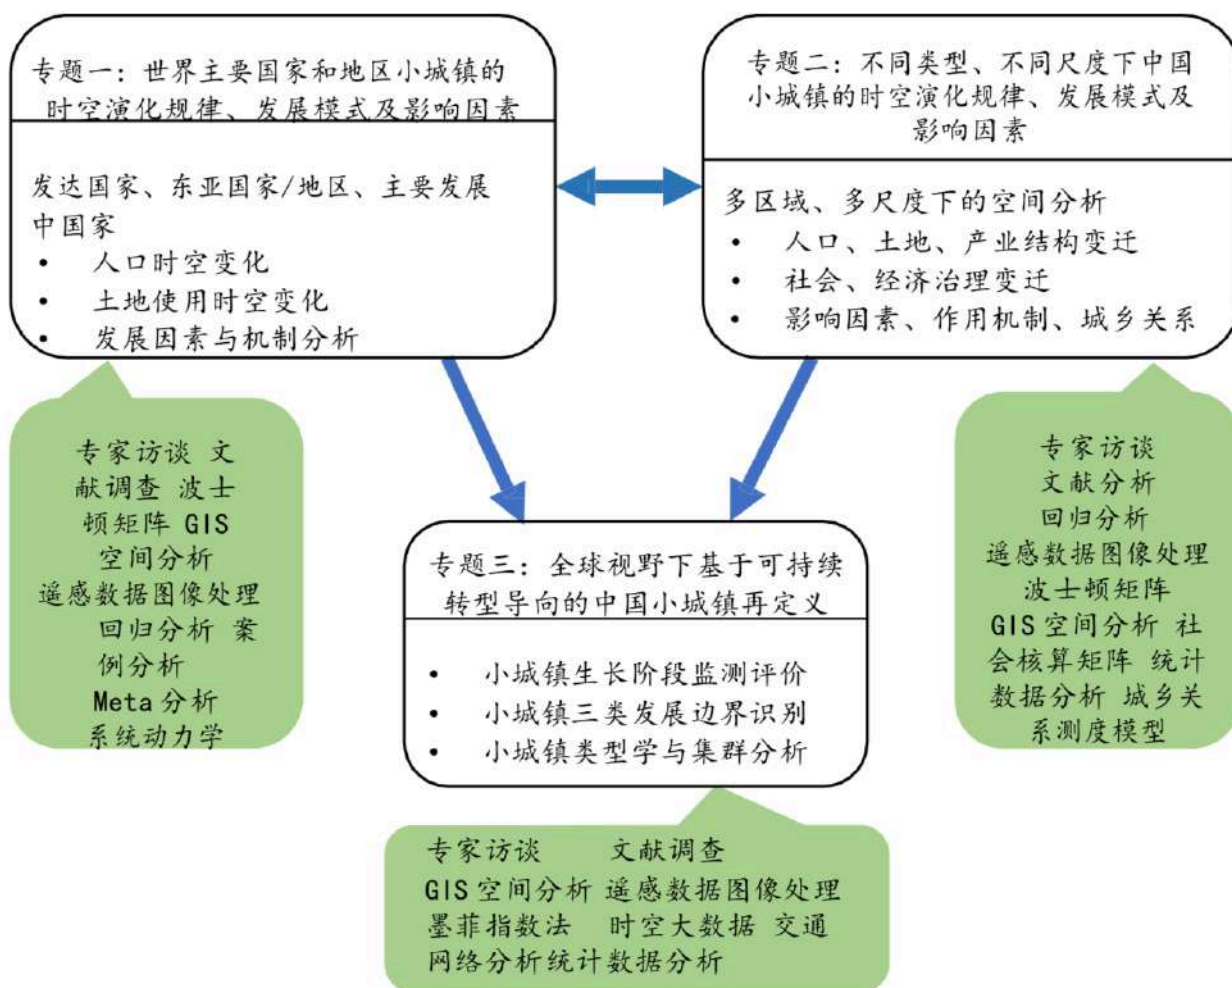 专题一：世界主要国家和地区小城镇的
时空演化规律、发展模式及影响因素
发达国家、东亚国家/地区、主要发展
中国家
• 人口时空变化
• 土地使用时空变化
• 发展因素与机制分析
专题二：不同类型、不同尺度下中国
小城镇的时空演化规律、发展模式及
影响因素
多区域、多尺度下的空间分析
• 人口、土地、产业结构变迁
• 社会、经济治理变迁
• 影响因素、作用机制、城乡关系
专家访谈 文
献调查 波士
顿矩阵 GIS
空间分析
遥感数据图像处理
回归分析 案
例分析
Meta 分析
系统动力学
专家访谈
文献分析
回归分析
遥感数据图像处理
波士顿矩阵
GIS 空间分析 社
会核算矩阵 统计
数据分析 城乡关
系测度模型
专题三：全球视野下基于可持续
转型导向的中国小城镇再定义
• 小城镇生长阶段监测评价
• 小城镇三类发展边界识别
• 小城镇类型学与集群分析
专家访谈 文献调查
GIS 空间分析 遥感数据图像处理
墨菲指数法 时空大数据 交通
网络分析统计数据分析